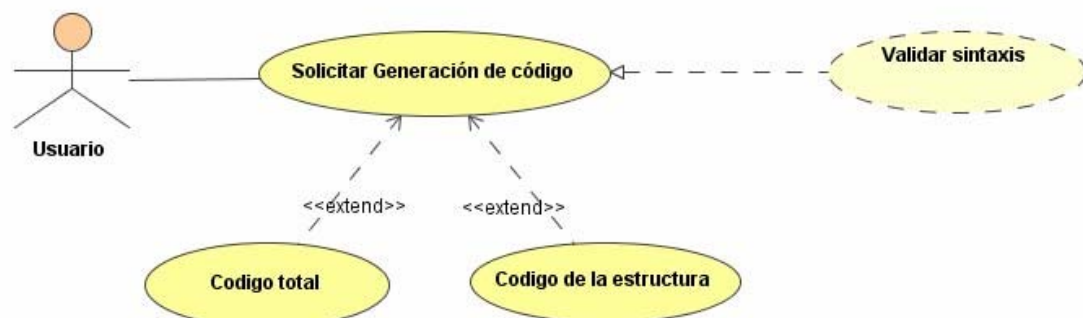 Solicitar Generación de código
Validar sintaxis
Usuario
<<extend>>
<<extend>>
Codigo total
Codigo de la estructura